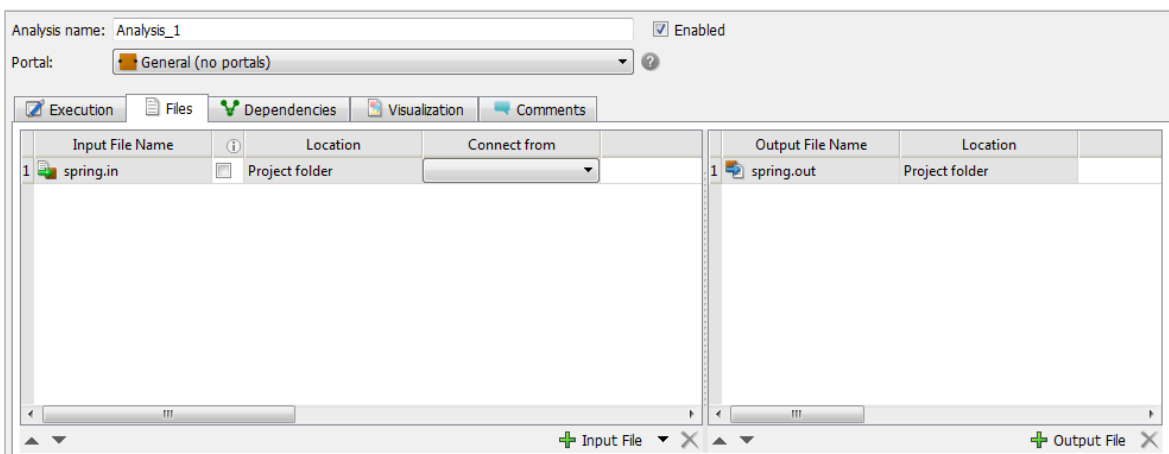 Analysis name: Analysis_1 Enabled
Portal: General (no portals) ?
Execution Files Dependencies Visualization Comments
Input File Name i Location Connect from Output File Name Location
1 spring.in Project folder 1 spring.out Project folder
Input File Output File